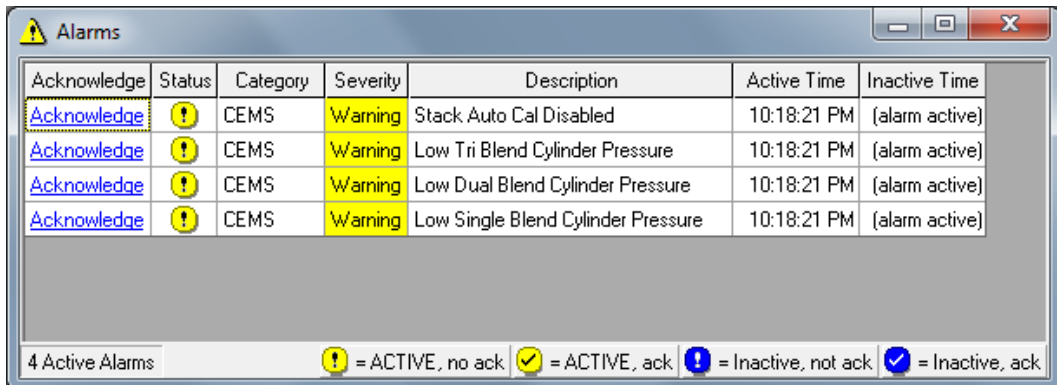 Alarms
Acknowledge Status Category Severity Description Active Time Inactive Time
Acknowledge CEMS Warning Stack Auto Cal Disabled 10:18:21 PM (alarm active)
Acknowledge CEMS Warning Low Tri Blend Cylinder Pressure 10:18:21 PM (alarm active)
Acknowledge CEMS Warning Low Dual Blend Cylinder Pressure 10:18:21 PM (alarm active)
Acknowledge CEMS Warning Low Single Blend Cylinder Pressure 10:18:21 PM (alarm active)
4 Active Alarms = ACTIVE, no ack = ACTIVE, ack = Inactive, not ack = Inactive, ack